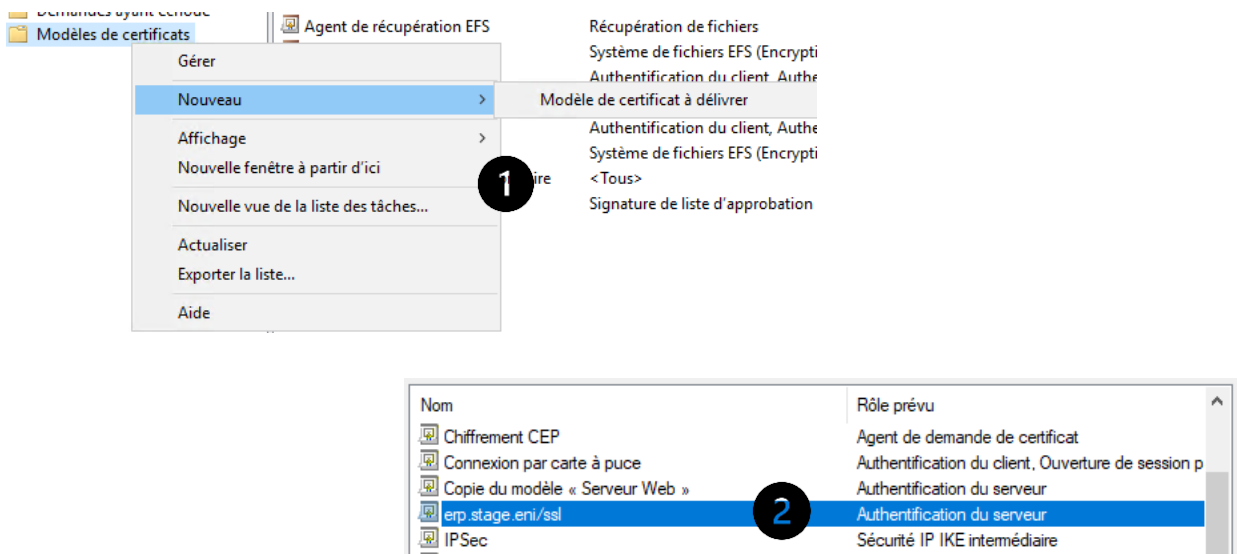 Demandes ayant échoué
Modèles de certificats
Agent de récupération EFS Récupération de fichiers
Système de fichiers EFS (Encrypti
Gérer
Authentification du client, Authe
Nouveau > Modèle de certificat à délivrer
Affichage > Authentification du client, Authe
Nouvelle fenêtre à partir d'ici Système de fichiers EFS (Encrypti
1 ire <Tous>
Nouvelle vue de la liste des tâches... Signature de liste d'approbation
Actualiser
Exporter la liste...
Aide
Nom Rôle prévu
Chiffrement CEP Agent de demande de certificat
Connexion par carte à puce Authentification du client, Ouverture de session p
Copie du modèle « Serveur Web » Authentification du serveur
erp.stage.eni/ssl 2 Authentification du serveur
IPSec Sécurité IP IKE intermédiaire